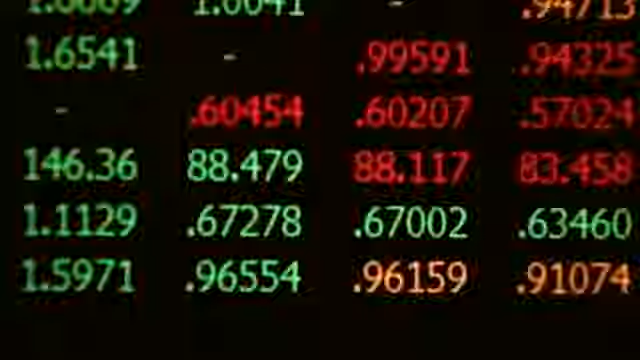 1.6541 - .99591 .94325
- .60454 .60207 .57024
146.36 88.479 88.117 83.458
1.1129 .67278 .67002 .63460
1.5971 .96554 .96159 .91074